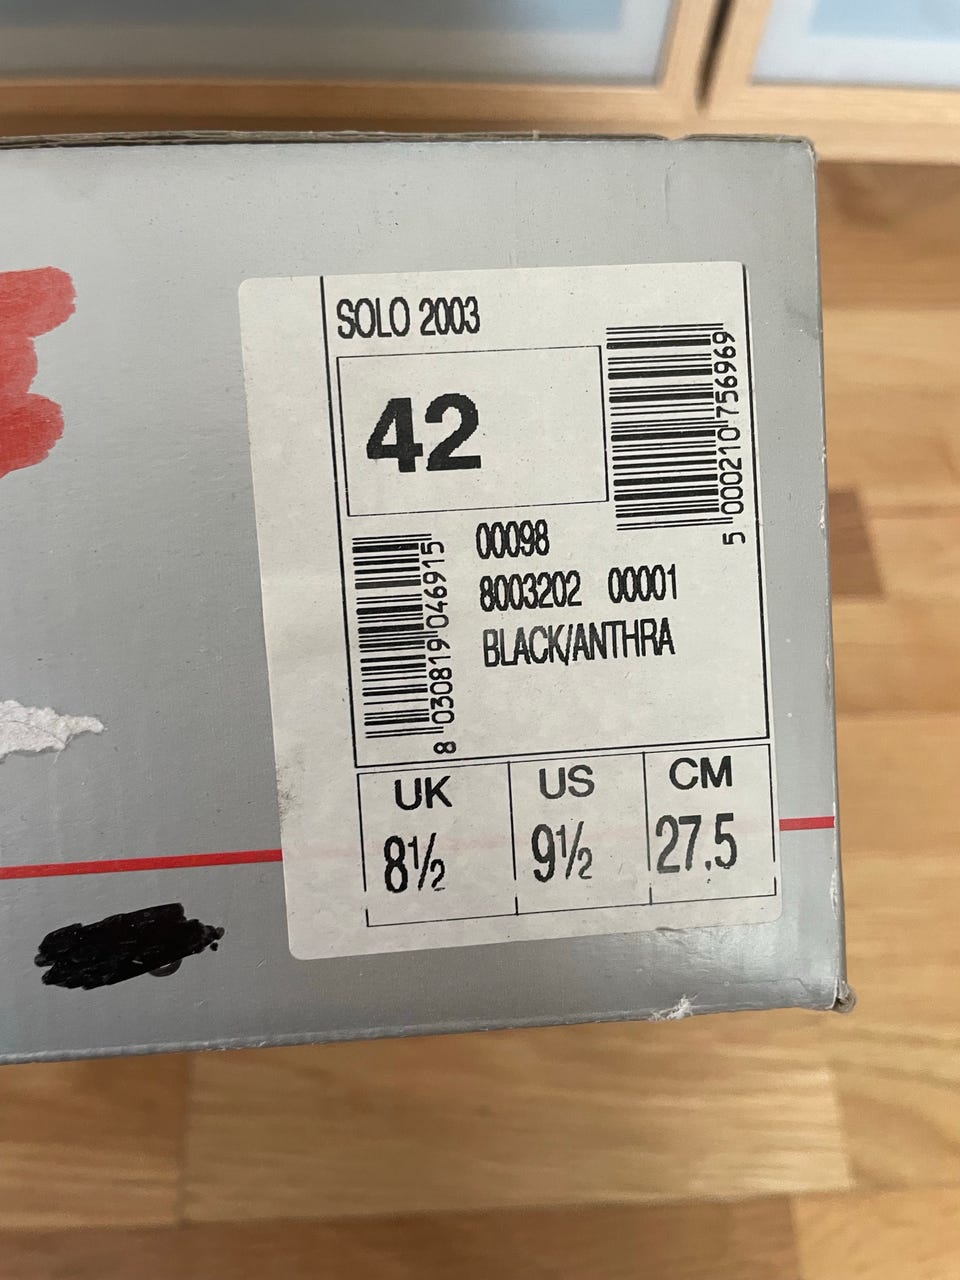 SOLO 2003
42
5 000210 756969
00098
8003202 00001
BLACK/ANTHRA
8 030819 046915
UK US CM
8½ 9½ 27.5